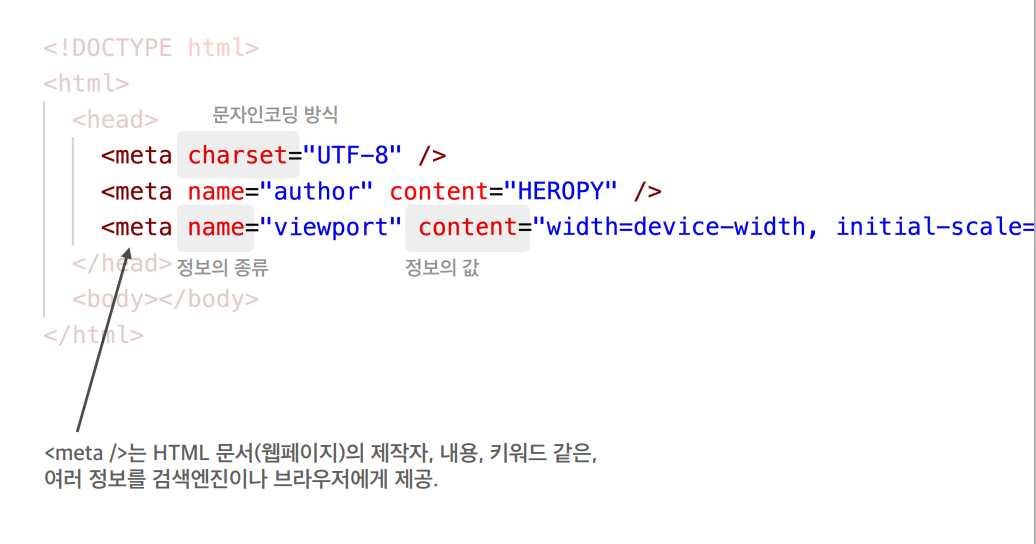 <!DOCTYPE html>
<html>
<head>
문자인코딩 방식
<meta charset="UTF-8" />
<meta name="author" content="HEROPY" />
<meta name="viewport" content="width=device-width, initial-scale=
</head>
정보의 종류
정보의 값
<body></body>
</html>
<meta />는 HTML 문서(웹페이지)의 제작자, 내용, 키워드 같은,
여러 정보를 검색엔진이나 브라우저에게 제공.